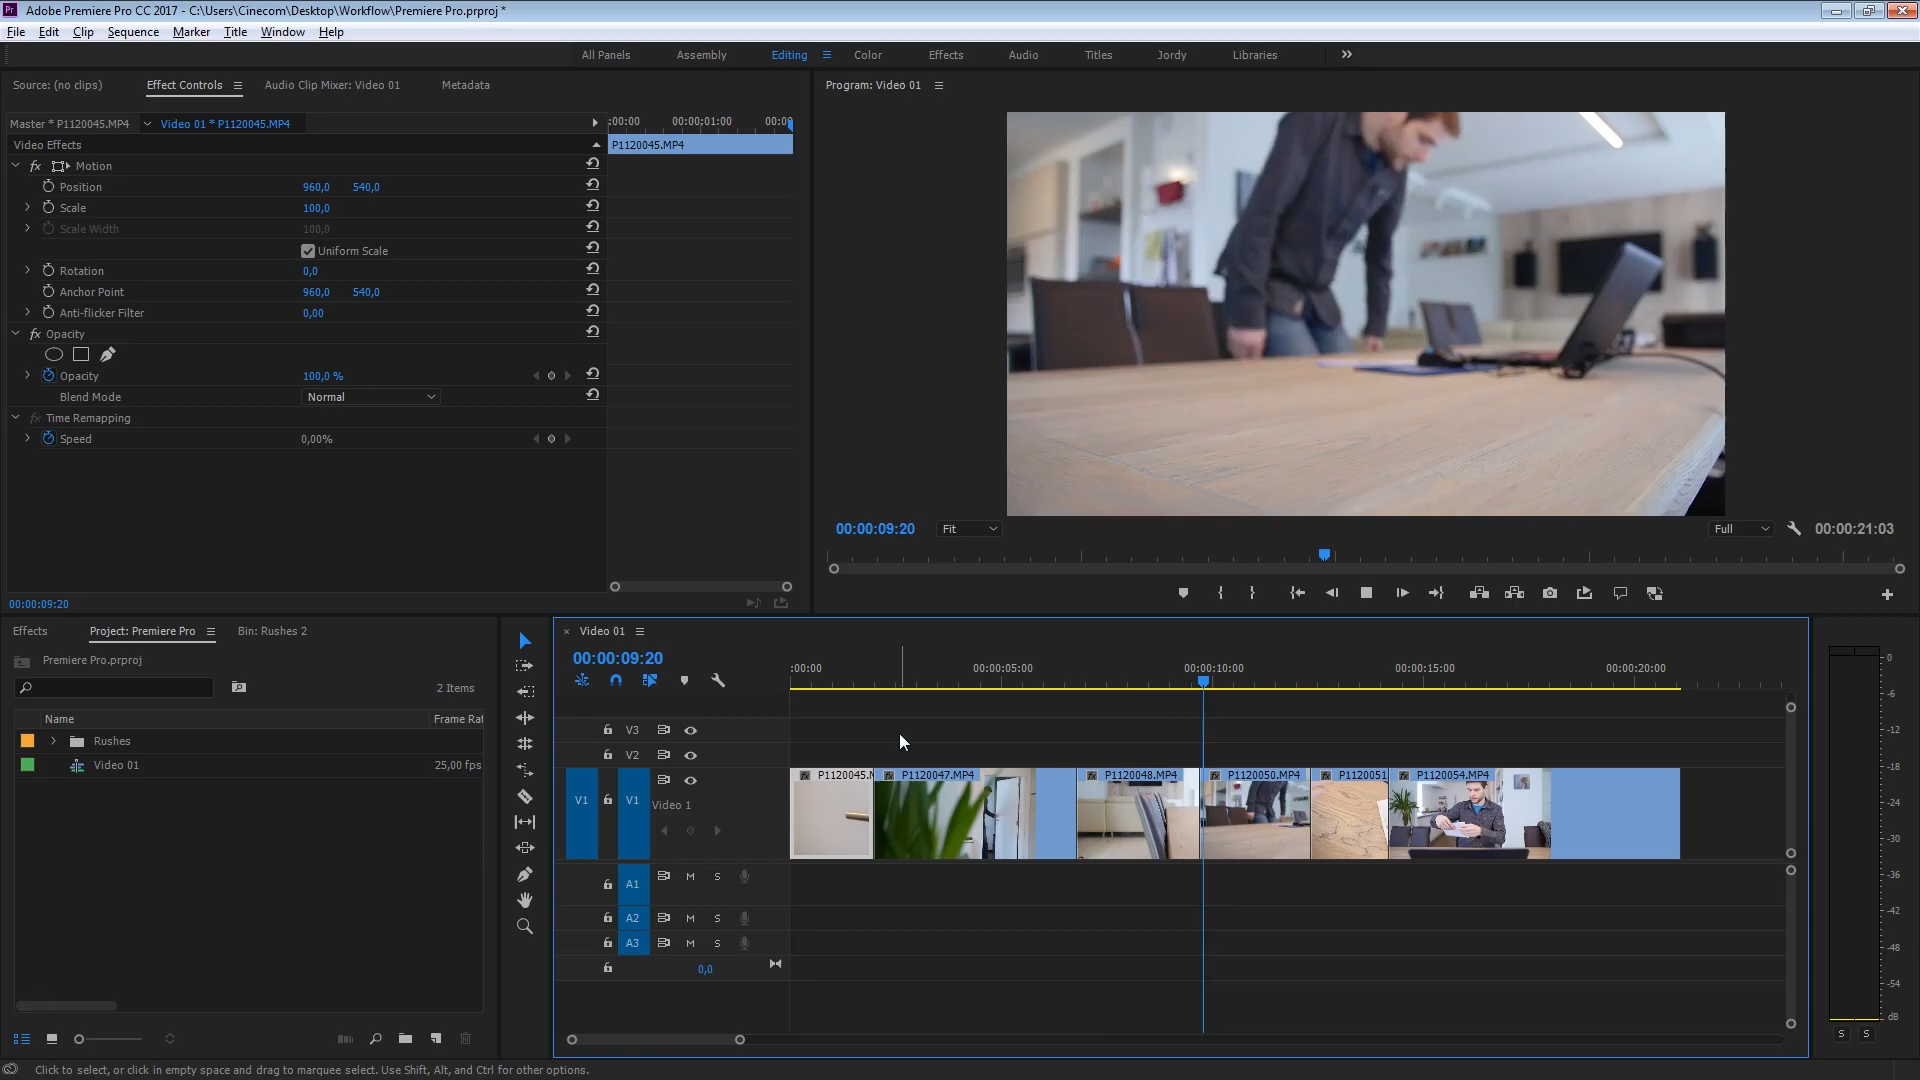 Adobe Premiere Pro CC 2017 - C:\Users\Cinecom\Desktop\Workflow\Premiere Pro.prproj *
File Edit Clip Sequence Marker Title Window Help
All Panels Assembly Editing Color Effects Audio Titles Jordy Libraries
Source: (no clips) Effect Controls Audio Clip Mixer: Video 01 Metadata
Program: Video 01
Master * P1120045.MP4 Video 01 * P1120045.MP4
:00:00 00:00:01:00 00:00
Video Effects
P1120045.MP4
fx Motion
Position 960,0 540,0
Scale 100,0
Scale Width 100,0
Uniform Scale
Rotation 0,0
Anchor Point 960,0 540,0
Anti-flicker Filter 0,00
fx Opacity
Opacity 100,0 %
Blend Mode Normal
fx Time Remapping
Speed 0,00%
00:00:09:20
00:00:09:20 Fit Full 00:00:21:03
Effects Project: Premiere Pro Bin: Rushes 2
Premiere Pro.prproj
2 Items
Name Frame Rat
Rushes
Video 01 25,00 fps
Video 01
00:00:09:20
:00:00 00:00:05:00 00:00:10:00 00:00:15:00 00:00:20:00
V3
V2
V1 V1 Video 1
fx P1120045.M fx P1120047.MP4 fx P1120048.MP4 fx P1120050.MP4 fx P1120051. fx P1120054.MP4
A1 M S
A2 M S
A3 M S
0,0
0
-6
-12
-18
-24
-30
-36
-42
-48
-54
dB
S S
Click to select, or click in empty space and drag to marquee select. Use Shift, Alt, and Ctrl for other options.